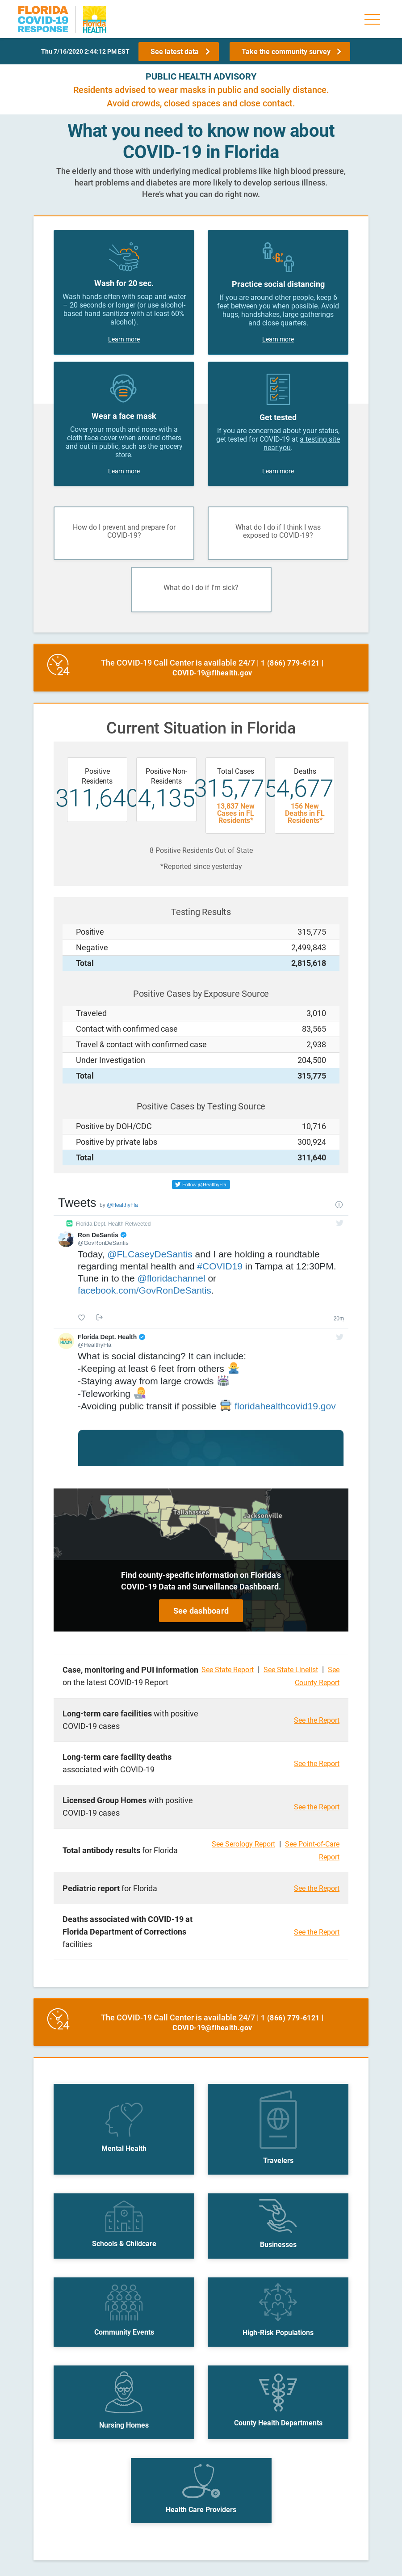 FLORIDA
COVID-19
RESPONSE
Florida
HEALTH
Thu 7/16/2020 2:44:12 PM EST
See latest data
Take the community survey
PUBLIC HEALTH ADVISORY
Residents advised to wear masks in public and socially distance.
Avoid crowds, closed spaces and close contact.
What you need to know now about
COVID-19 in Florida
The elderly and those with underlying medical problems like high blood pressure,
heart problems and diabetes are more likely to develop serious illness.
Here's what you can do right now.
Wash for 20 sec.
Wash hands often with soap and water
– 20 seconds or longer (or use alcohol-
based hand sanitizer with at least 60%
alcohol).
Learn more
6'
Practice social distancing
If you are around other people, keep 6
feet between you when possible. Avoid
hugs, handshakes, large gatherings
and close quarters.
Learn more
Wear a face mask
Cover your mouth and nose with a
cloth face cover when around others
and out in public, such as the grocery
store.
Learn more
Get tested
If you are concerned about your status,
get tested for COVID-19 at a testing site
near you.
Learn more
How do I prevent and prepare for
COVID-19?
What do I do if I think I was
exposed to COVID-19?
What do I do if I'm sick?
24
The COVID-19 Call Center is available 24/7 | 1 (866) 779-6121 |
COVID-19@flhealth.gov
Current Situation in Florida
Positive
Residents
311,640
Positive Non-
Residents
4,135
Total Cases
315,775
13,837 New
Cases in FL
Residents*
Deaths
4,677
156 New
Deaths in FL
Residents*
8 Positive Residents Out of State
*Reported since yesterday
Testing Results
Positive 315,775
Negative 2,499,843
Total 2,815,618
Positive Cases by Exposure Source
Traveled 3,010
Contact with confirmed case 83,565
Travel & contact with confirmed case 2,938
Under Investigation 204,500
Total 315,775
Positive Cases by Testing Source
Positive by DOH/CDC 10,716
Positive by private labs 300,924
Total 311,640
Follow @HealthyFla
Tweets by @HealthyFla
Florida Dept. Health Retweeted
Ron DeSantis
@GovRonDeSantis
Today, @FLCaseyDeSantis and I are holding a roundtable
regarding mental health and #COVID19 in Tampa at 12:30PM.
Tune in to the @floridachannel or
facebook.com/GovRonDeSantis.
20m
Florida Dept. Health
@HealthyFla
What is social distancing? It can include:
-Keeping at least 6 feet from others
-Staying away from large crowds
-Teleworking
-Avoiding public transit if possible floridahealthcovid19.gov
Tallahassee
Jacksonville
Find county-specific information on Florida's
COVID-19 Data and Surveillance Dashboard.
See dashboard
Case, monitoring and PUI information
on the latest COVID-19 Report
See State Report | See State Linelist | See
County Report
Long-term care facilities with positive
COVID-19 cases
See the Report
Long-term care facility deaths
associated with COVID-19
See the Report
Licensed Group Homes with positive
COVID-19 cases
See the Report
Total antibody results for Florida
See Serology Report | See Point-of-Care
Report
Pediatric report for Florida
See the Report
Deaths associated with COVID-19 at
Florida Department of Corrections
facilities
See the Report
24
The COVID-19 Call Center is available 24/7 | 1 (866) 779-6121 |
COVID-19@flhealth.gov
Mental Health
Travelers
Schools & Childcare
Businesses
Community Events
High-Risk Populations
Nursing Homes
County Health Departments
Health Care Providers